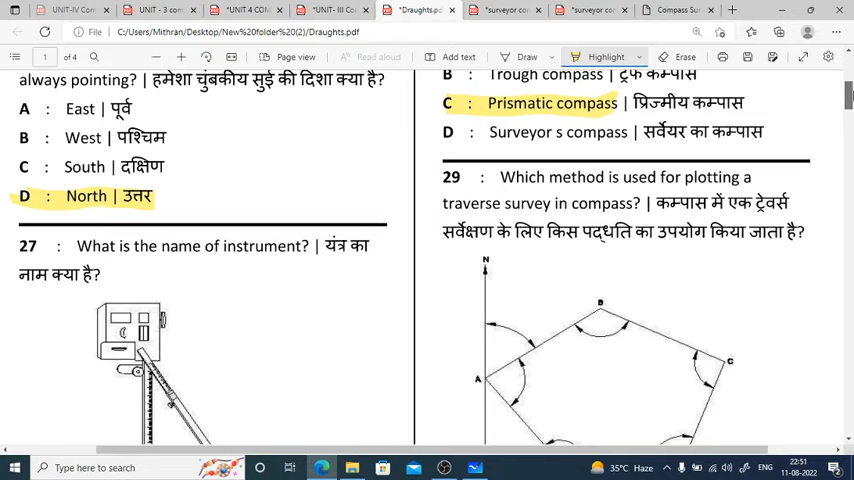 UNIT-IV Comp
UNIT - 3 com
*UNIT 4 COM
*UNIT- III Co
*Draughts.pdf
*surveyor co
*surveyor co
Compass Sur
File
C:/Users/Mithran/Desktop/New%20folder%20(2)/Draughts.pdf
1 of 4
Page view
Read aloud
Add text
Draw
Highlight
Erase
always pointing? | हमेशा चुंबकीय सुई की दिशा क्या है?
A : East | पूर्व
B : West | पश्चिम
C : South | दक्षिण
D : North | उत्तर
27 : What is the name of instrument? | यंत्र का
नाम क्या है?
B : Trough compass | ट्रफ कम्पास
C : Prismatic compass | प्रिज्मीय कम्पास
D : Surveyor s compass | सर्वेयर का कम्पास
29 : Which method is used for plotting a
traverse survey in compass? | कम्पास में एक ट्रेवर्स
सर्वेक्षण के लिए किस पद्धति का उपयोग किया जाता है?
N
B
C
A
Type here to search
35°C Haze
ENG
22:51
11-08-2022
2